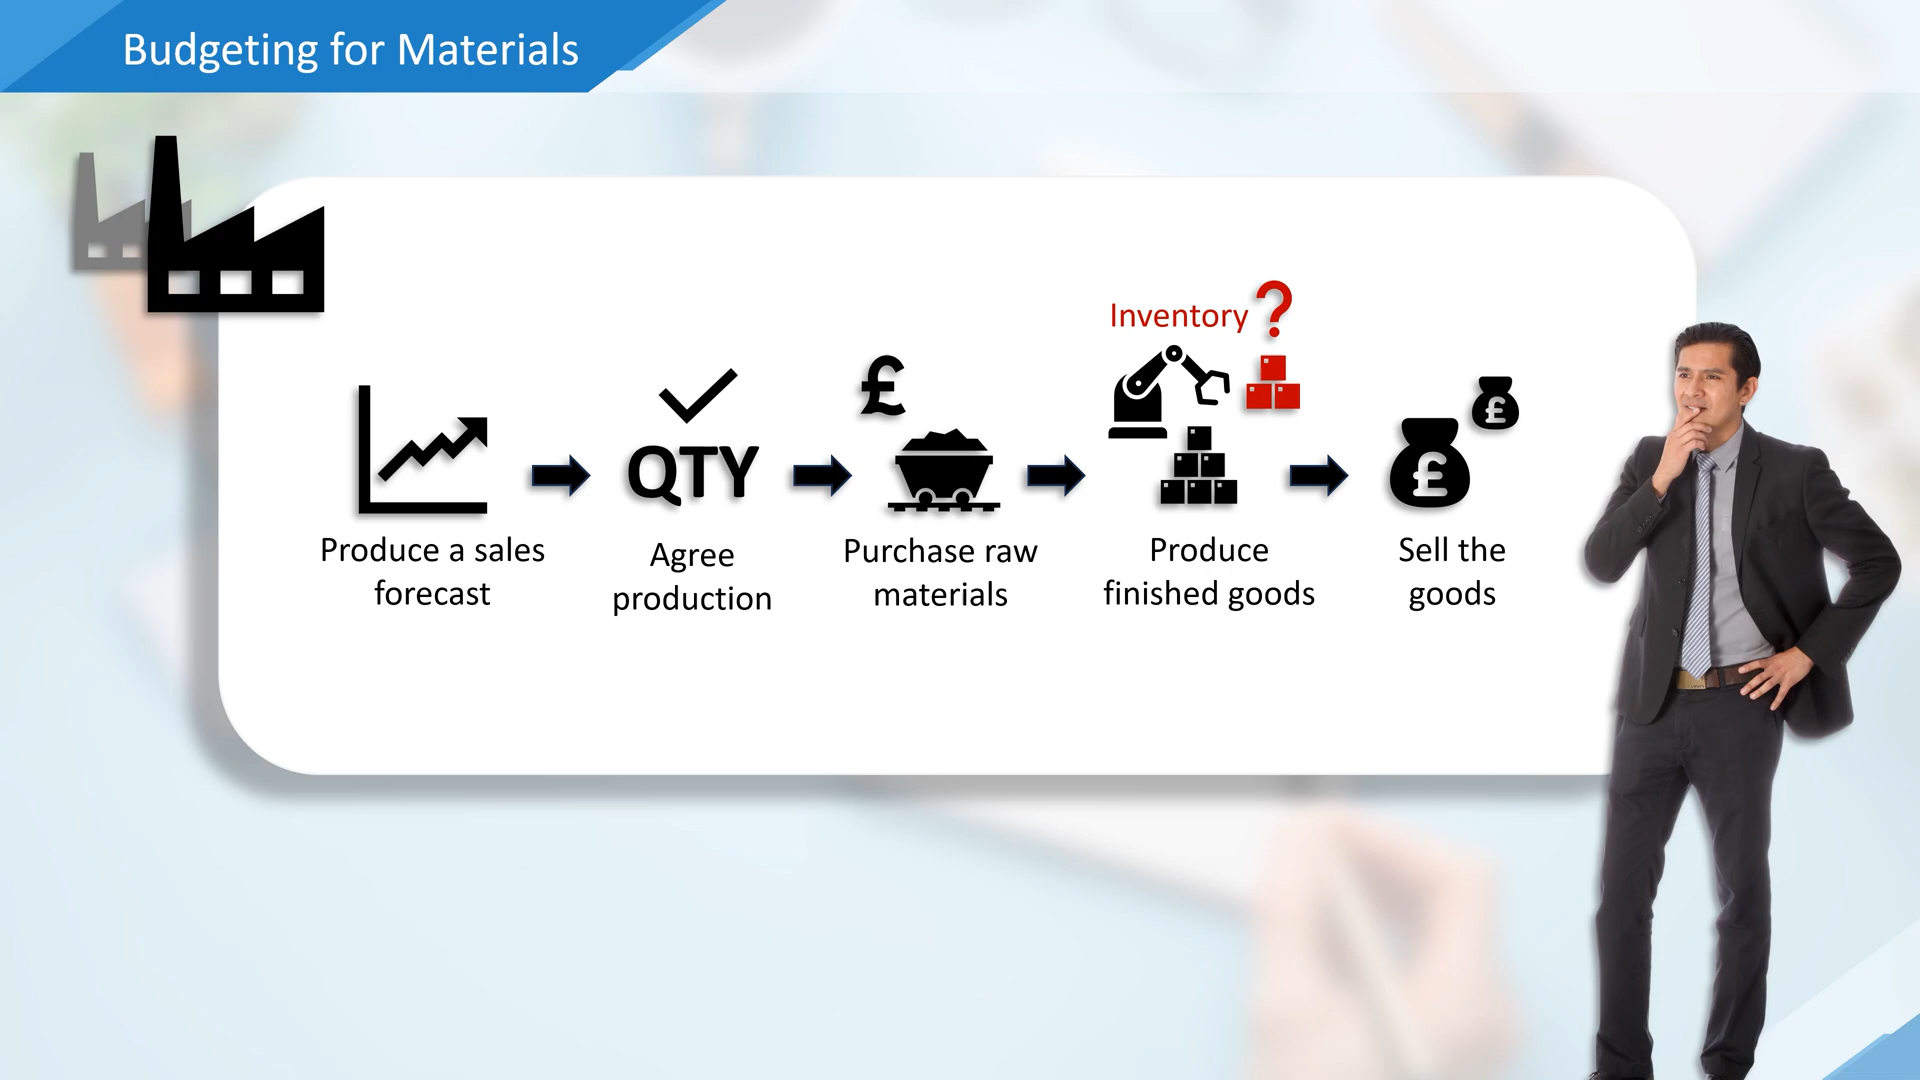 Budgeting for Materials
Inventory ?
£
QTY
£
£
Produce a sales
forecast
Agree
production
Purchase raw
materials
Produce
finished goods
Sell the
goods